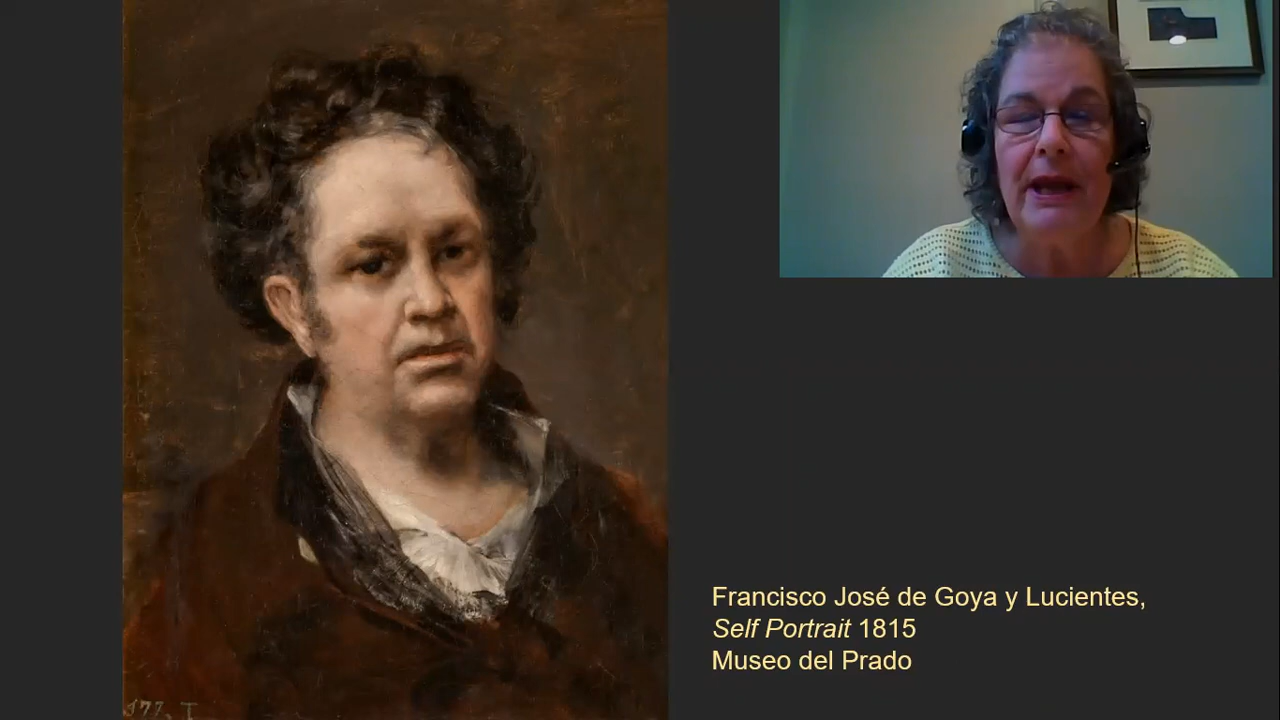 Francisco José de Goya y Lucientes,
Self Portrait 1815
Museo del Prado